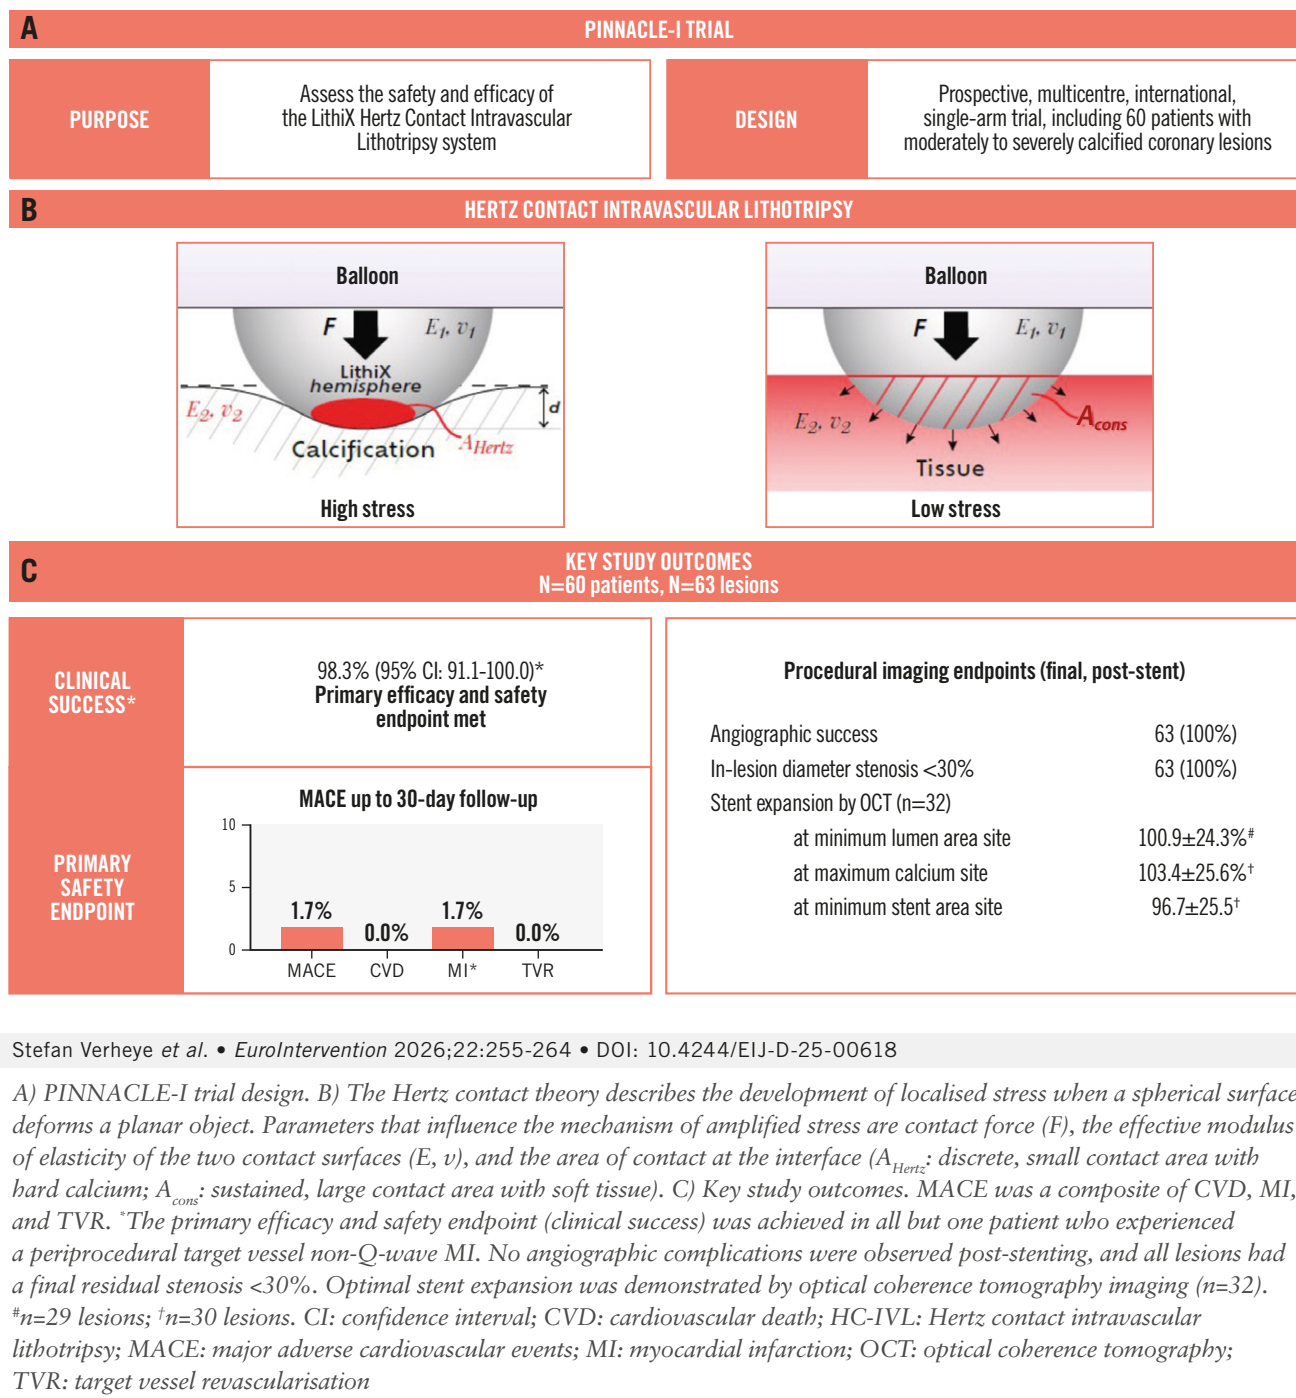 A
PINNACLE-I TRIAL
PURPOSE
Assess the safety and efficacy of
the LithiX Hertz Contact Intravascular
Lithotripsy system
DESIGN
Prospective, multicentre, international,
single-arm trial, including 60 patients with
moderately to severely calcified coronary lesions
B
HERTZ CONTACT INTRAVASCULAR LITHOTRIPSY
Balloon
F
E1, v1
LithiX
hemisphere
E2, v2
d
Calcification
AHertz
High stress
Balloon
F
E1, v1
E2, v2
Acons
Tissue
Low stress
C
KEY STUDY OUTCOMES
N=60 patients, N=63 lesions
CLINICAL
SUCCESS*
98.3% (95% CI: 91.1-100.0)*
Primary efficacy and safety
endpoint met
PRIMARY
SAFETY
ENDPOINT
MACE up to 30-day follow-up
10
5
0
1.7%
0.0%
1.7%
0.0%
MACE
CVD
MI*
TVR
Procedural imaging endpoints (final, post-stent)
Angiographic success 63 (100%)
In-lesion diameter stenosis <30% 63 (100%)
Stent expansion by OCT (n=32)
at minimum lumen area site 100.9±24.3%#
at maximum calcium site 103.4±25.6%†
at minimum stent area site 96.7±25.5†
Stefan Verheye et al. • EuroIntervention 2026;22:255-264 • DOI: 10.4244/EIJ-D-25-00618
A) PINNACLE-I trial design. B) The Hertz contact theory describes the development of localised stress when a spherical surface
deforms a planar object. Parameters that influence the mechanism of amplified stress are contact force (F), the effective modulus
of elasticity of the two contact surfaces (E, v), and the area of contact at the interface (AHertz: discrete, small contact area with
hard calcium; Acons: sustained, large contact area with soft tissue). C) Key study outcomes. MACE was a composite of CVD, MI,
and TVR. *The primary efficacy and safety endpoint (clinical success) was achieved in all but one patient who experienced
a periprocedural target vessel non-Q-wave MI. No angiographic complications were observed post-stenting, and all lesions had
a final residual stenosis <30%. Optimal stent expansion was demonstrated by optical coherence tomography imaging (n=32).
#n=29 lesions; †n=30 lesions. CI: confidence interval; CVD: cardiovascular death; HC-IVL: Hertz contact intravascular
lithotripsy; MACE: major adverse cardiovascular events; MI: myocardial infarction; OCT: optical coherence tomography;
TVR: target vessel revascularisation